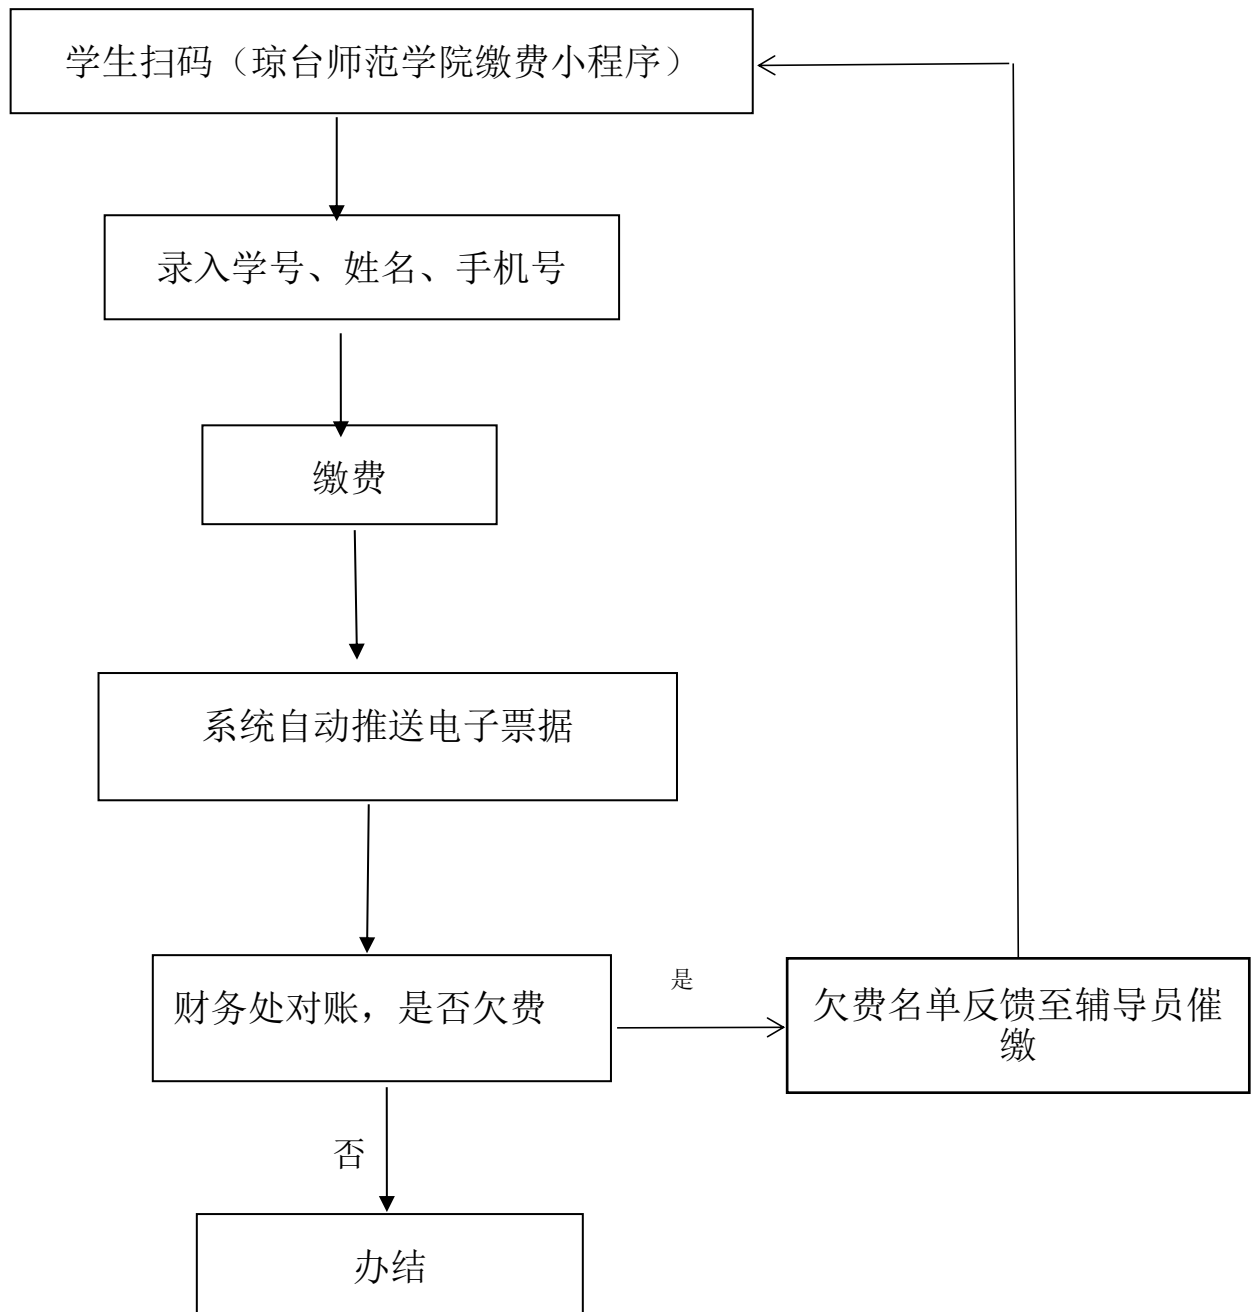 学生扫码（琼台师范学院缴费小程序）
录入学号、姓名、手机号
缴费
系统自动推送电子票据
财务处对账，是否欠费
是
欠费名单反馈至辅导员催
缴
否
办结